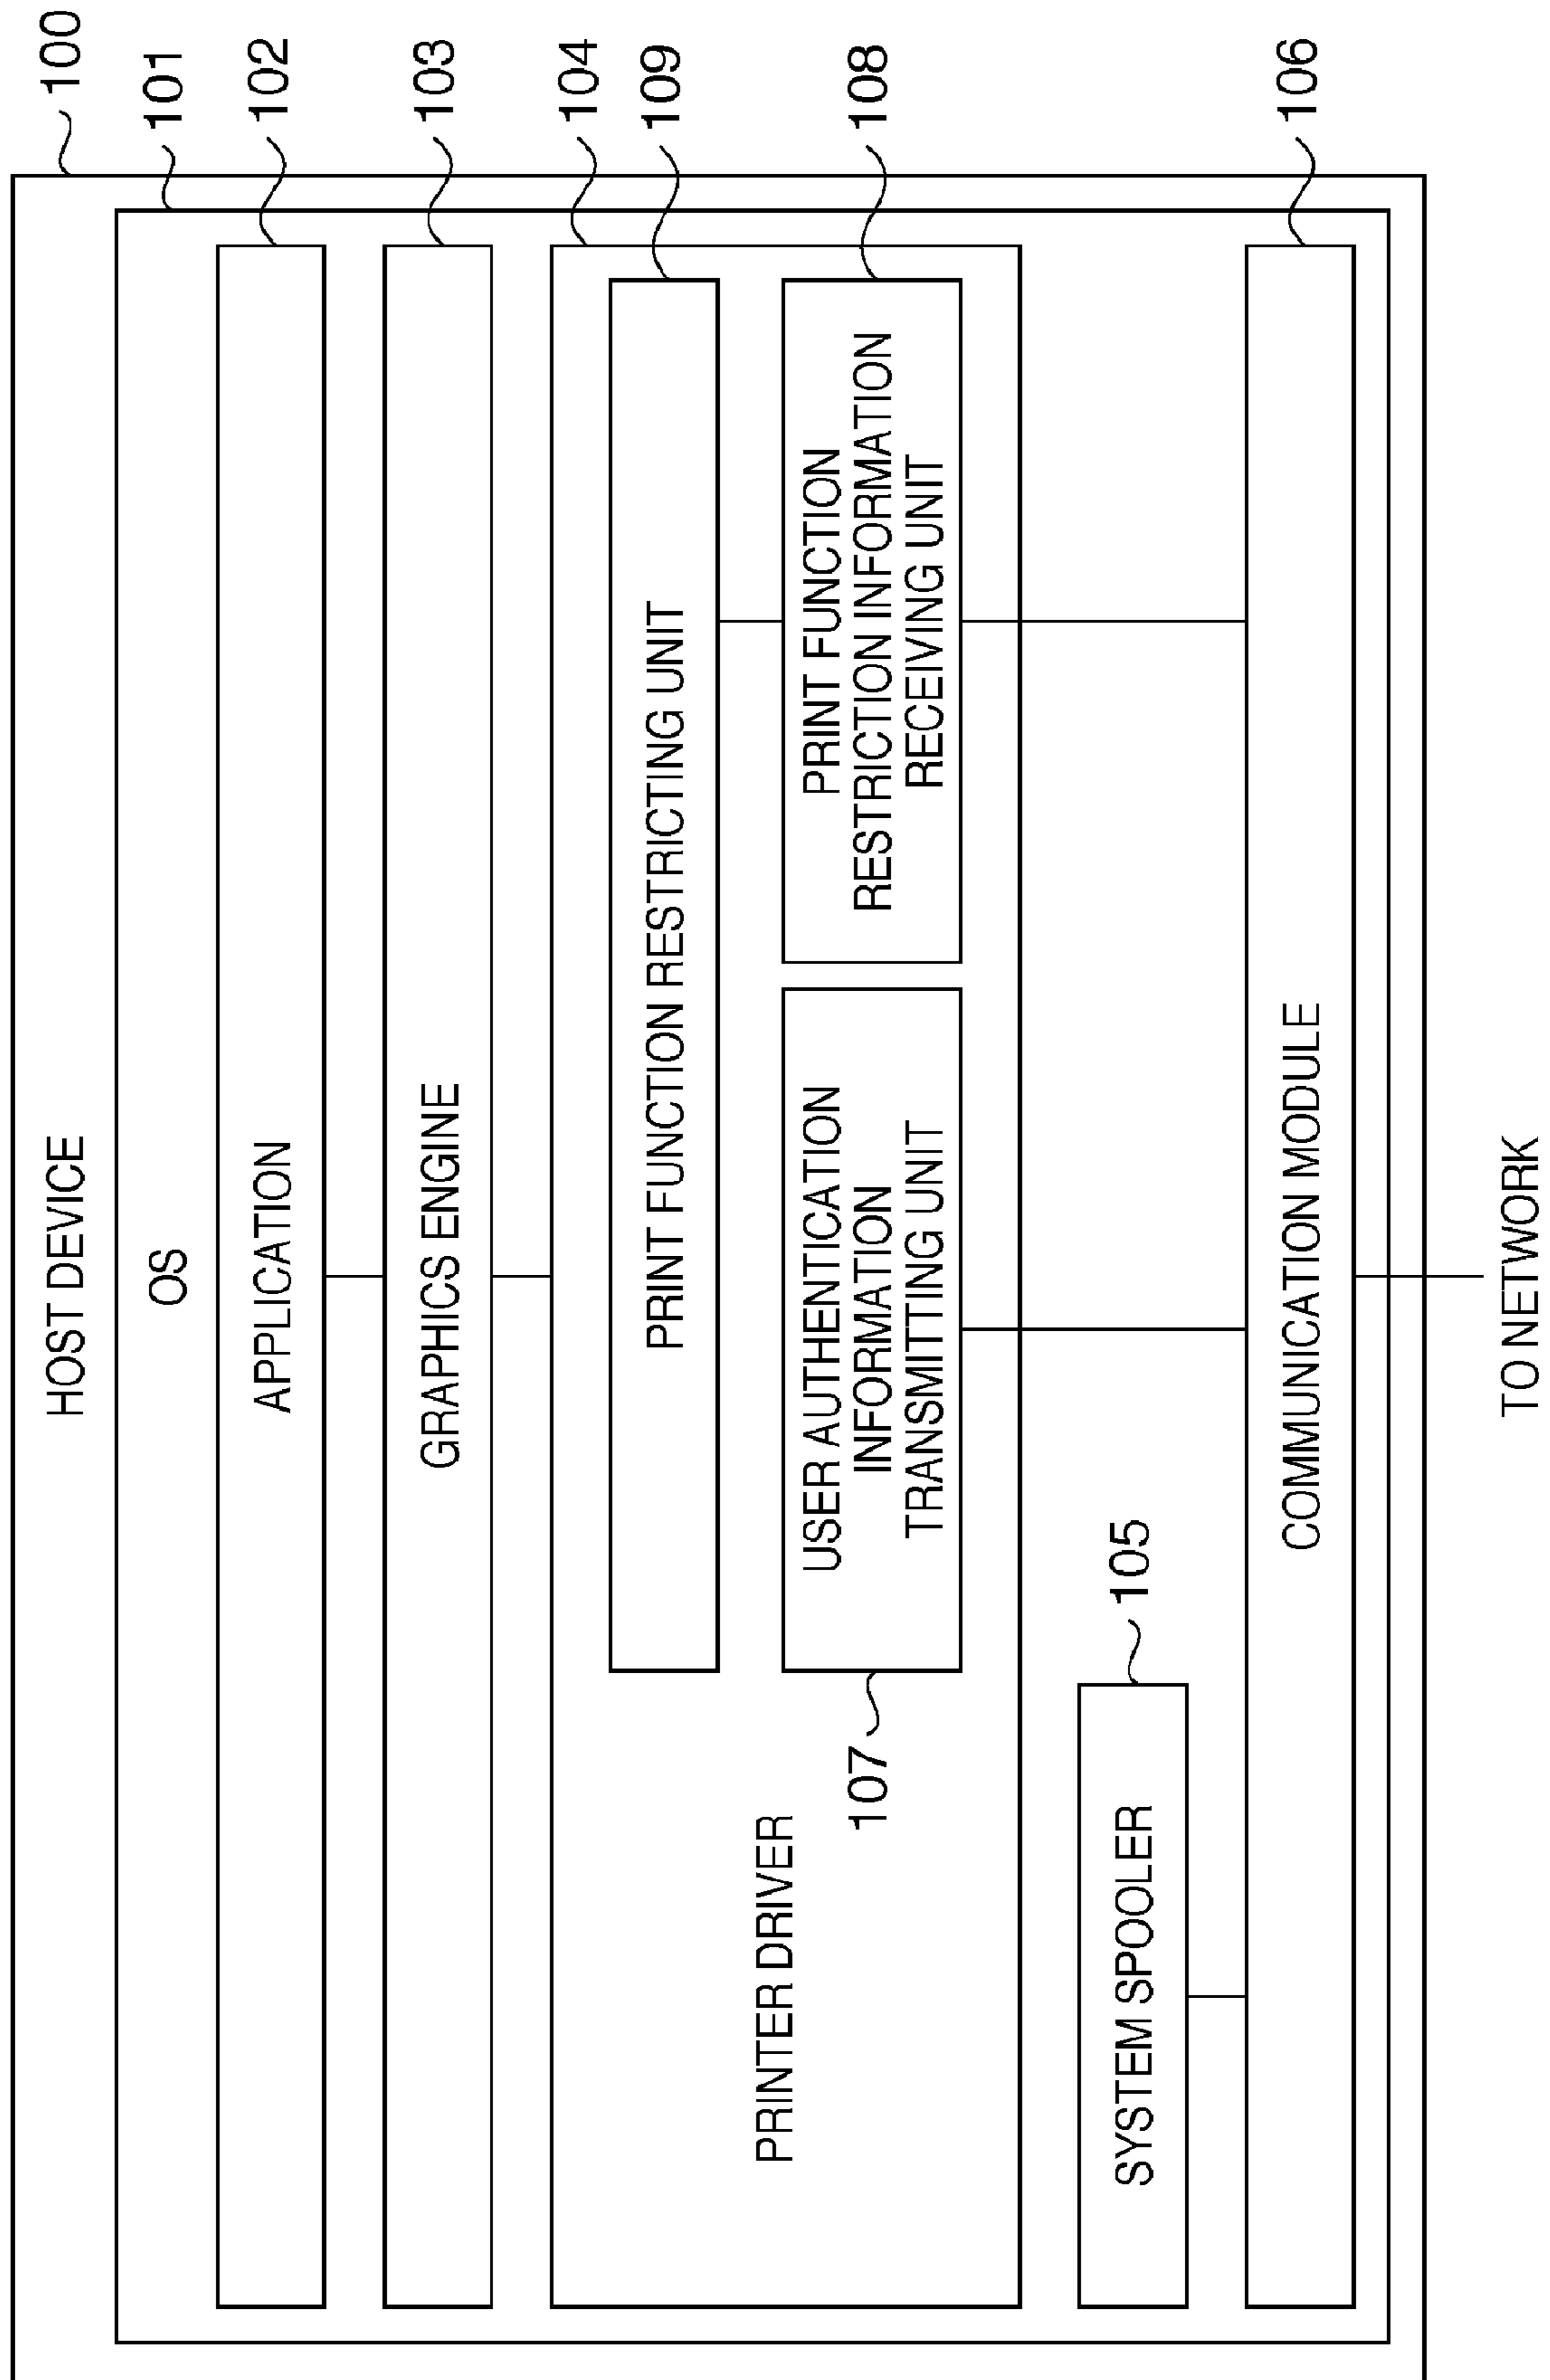 HOST DEVICE
100
OS
101
APPLICATION
102
GRAPHICS ENGINE
103
104
PRINTER DRIVER
PRINT FUNCTION RESTRICTING UNIT
109
107
USER AUTHENTICATION
INFORMATION
TRANSMITTING UNIT
PRINT FUNCTION
RESTRICTION INFORMATION
RECEIVING UNIT
108
SYSTEM SPOOLER
105
COMMUNICATION MODULE
106
TO NETWORK